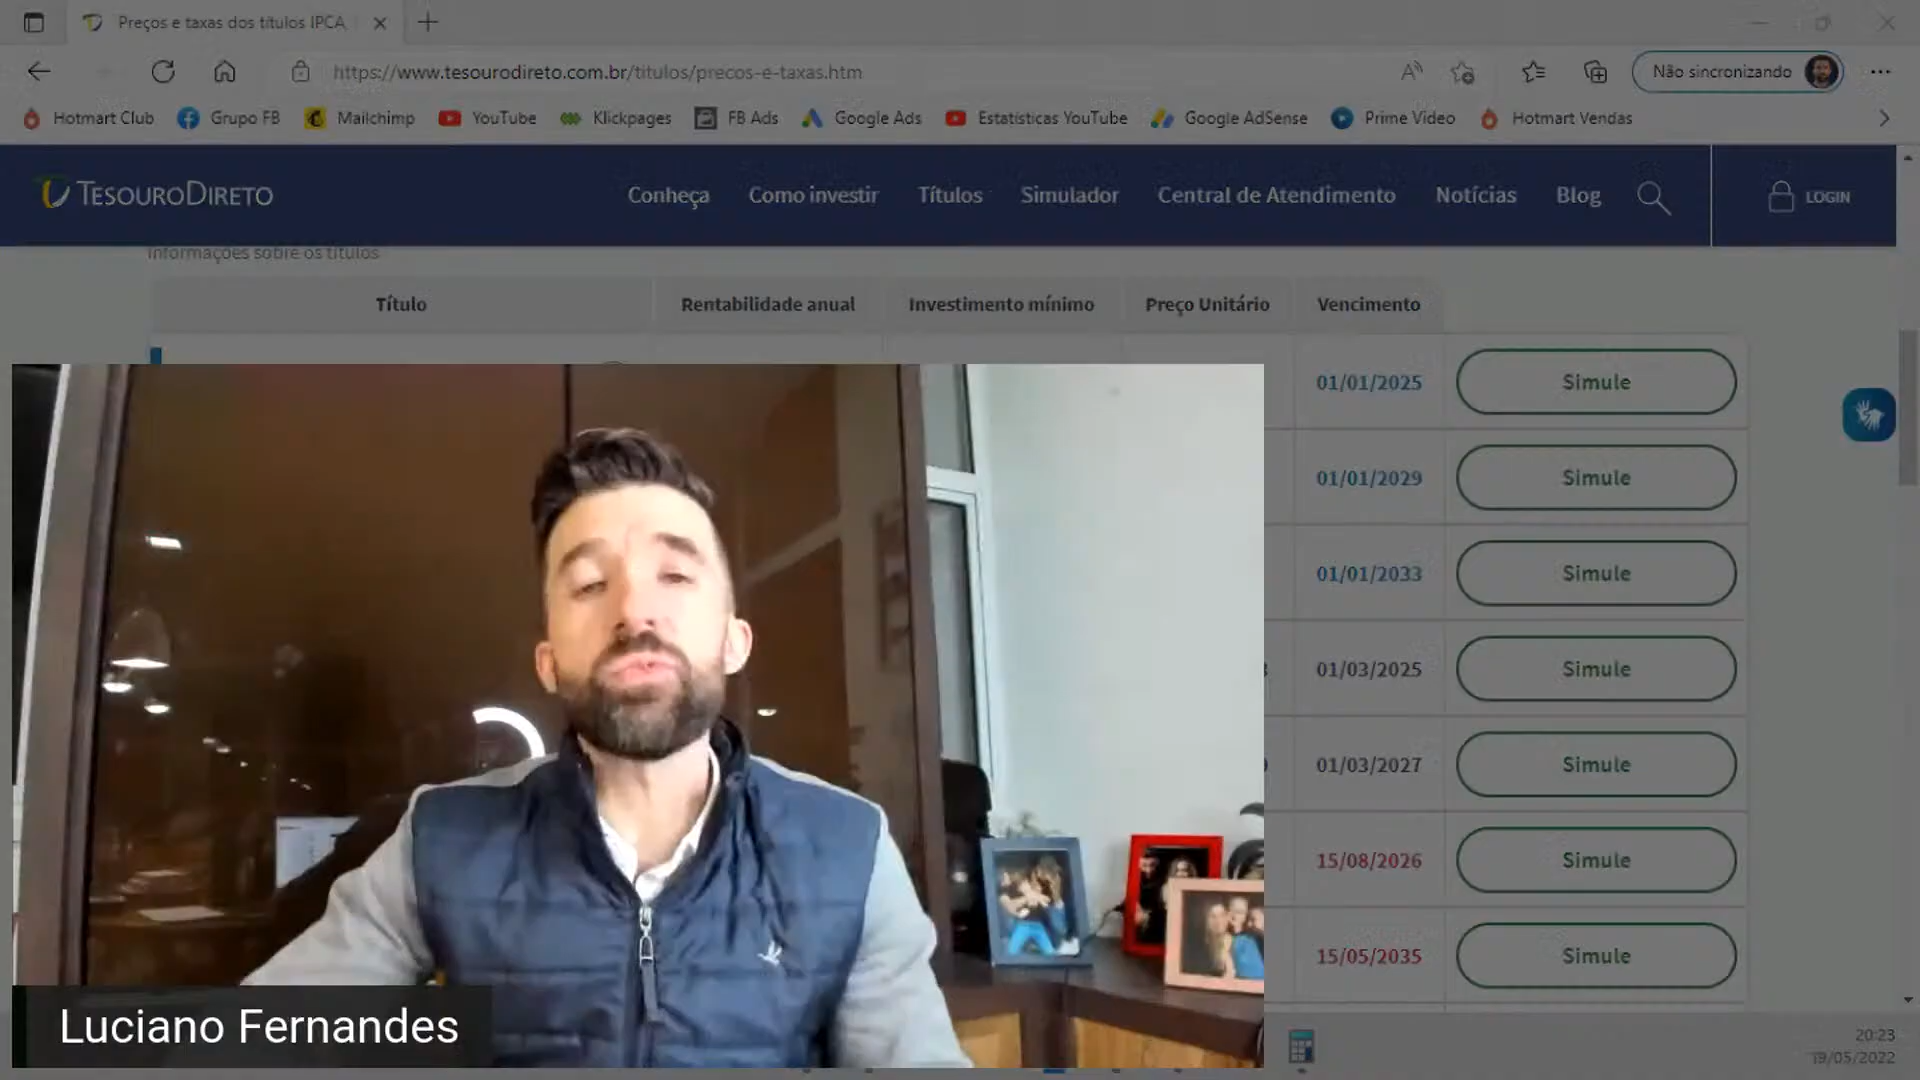 Preços e taxas dos títulos IPCA
https://www.tesourodireto.com.br/titulos/precos-e-taxas.htm
Não sincronizando
Hotmart Club
Grupo FB
Mailchimp
YouTube
Klickpages
FB Ads
Google Ads
Estatísticas YouTube
Google AdSense
Prime Video
Hotmart Vendas
TESOURODIRETO
Conheça
Como investir
Títulos
Simulador
Central de Atendimento
Notícias
Blog
LOGIN
Informações sobre os títulos
Título
Rentabilidade anual
Investimento mínimo
Preço Unitário
Vencimento
01/01/2025
Simule
01/01/2029
Simule
01/01/2033
Simule
01/03/2025
Simule
01/03/2027
Simule
15/08/2026
Simule
15/05/2035
Simule
Luciano Fernandes
20:23
19/05/2022